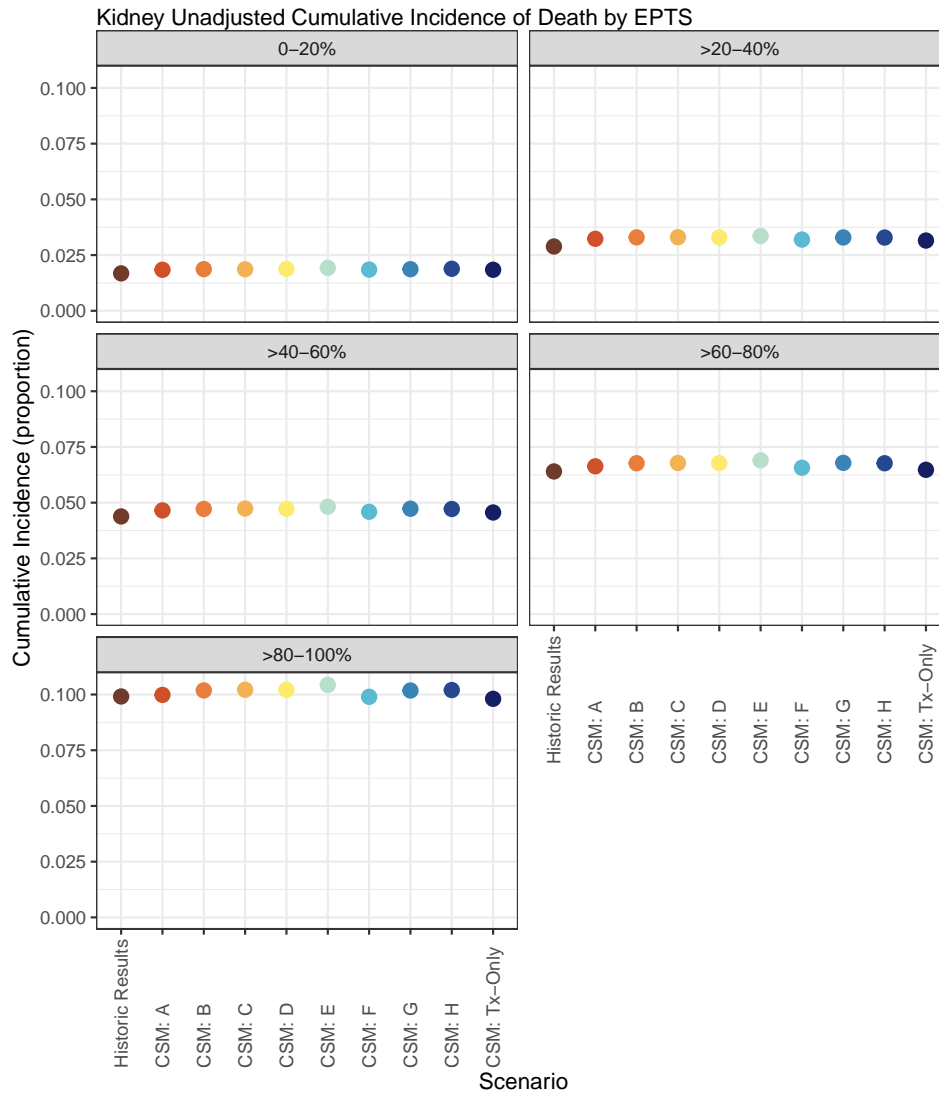 Kidney Unadjusted Cumulative Incidence of Death by EPTS
0−20%
>20−40%
0.100
0.075
0.050
0.025
0.000
>40−60%
>60−80%
0.100
0.075
0.050
0.025
0.000
Cumulative Incidence (proportion)
>80−100%
0.100
0.075
0.050
0.025
0.000
Historic Results
CSM: A
CSM: B
CSM: C
CSM: D
CSM: E
CSM: F
CSM: G
CSM: H
CSM: Tx−Only
Historic Results
CSM: A
CSM: B
CSM: C
CSM: D
CSM: E
CSM: F
CSM: G
CSM: H
CSM: Tx−Only
Scenario